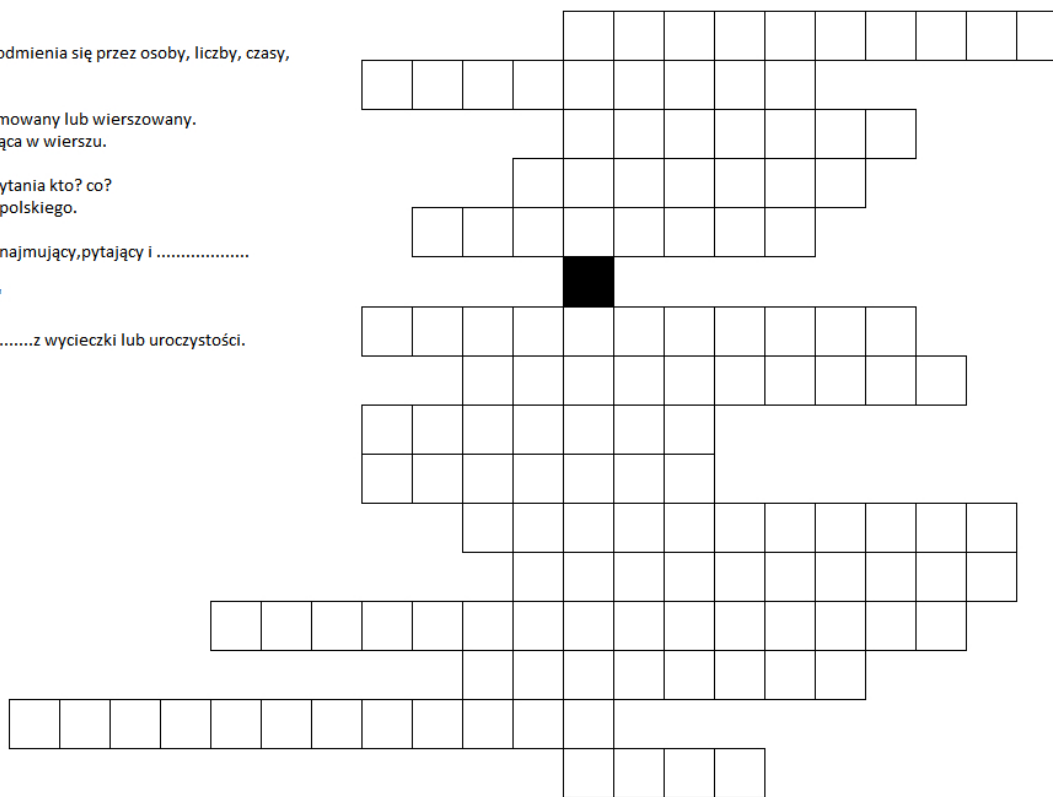 odmienia się przez osoby, liczby, czasy,
mowany lub wierszowany.
ąca w wierszu.
ytania kto? co?
polskiego.
najmujący,pytający i ...................
.......z wycieczki lub uroczystości.